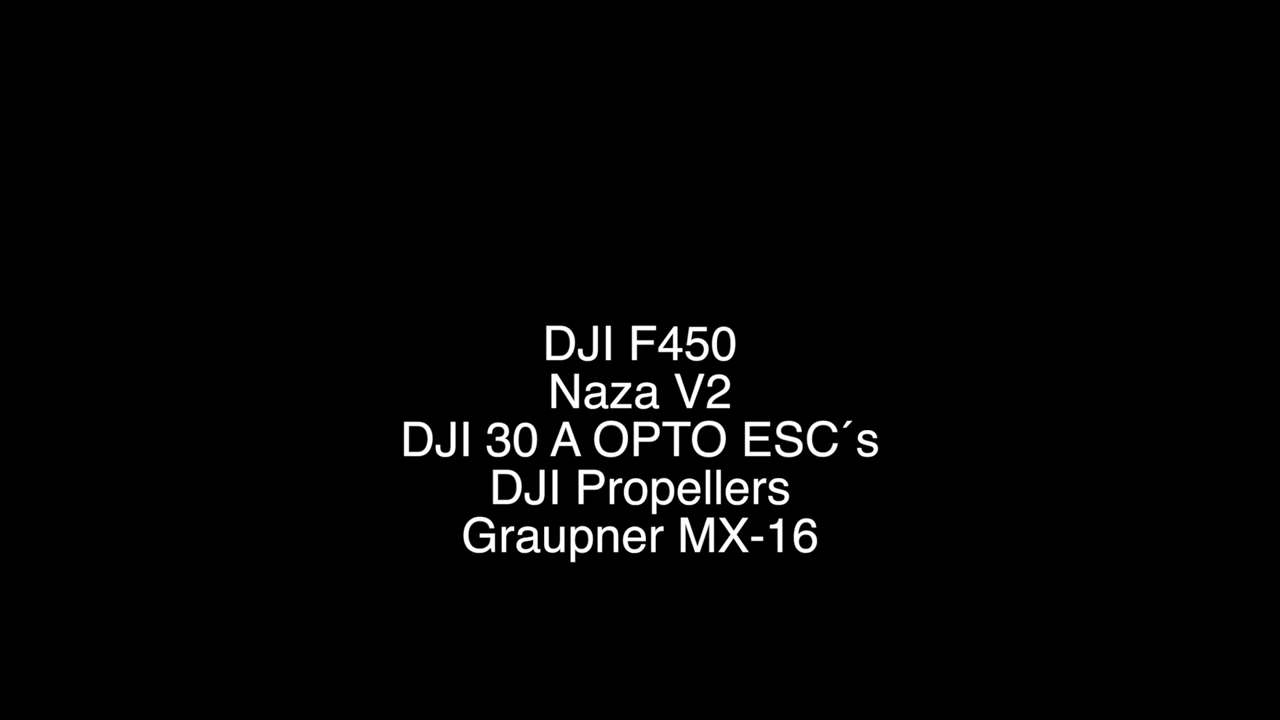 DJI F450
Naza V2
DJI 30 A OPTO ESC´s
DJI Propellers
Graupner MX-16